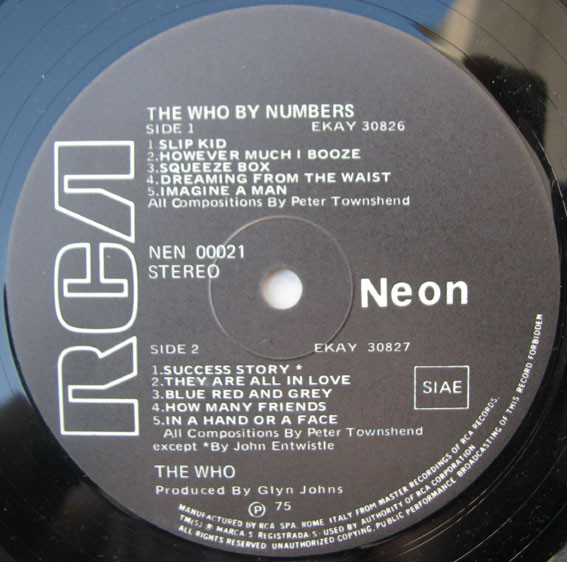 THE WHO BY NUMBERS
SIDE 1 EKAY 30826
1 SLIP KID
2.HOWEVER MUCH I BOOZE
3.SQUEEZE BOX
4.DREAMING FROM THE WAIST
5.IMAGINE A MAN
All Compositions By Peter Townshend
RCA
NEN 00021
STEREO
Neon
SIDE 2 EKAY 30827
1.SUCCESS STORY *
2.THEY ARE ALL IN LOVE
3.BLUE RED AND GREY
4.HOW MANY FRIENDS
5.IN A HAND OR A FACE
All Compositions By Peter Townshend
except *By John Entwistle
SIAE
THE WHO
Produced By Glyn Johns
Ⓟ 75
MANUFACTURED BY RCA SPA, ROME ITALY FROM MASTER RECORDINGS OF RCA RECORDS.
TM(S) ® MARCA S REGISTRADA S. USED BY AUTHORITY OF RCA CORPORATION
ALL RIGHTS RESERVED UNAUTHORIZED COPYING, PUBLIC PERFORMANCE BROADCASTING OF THIS RECORD FORBIDDEN